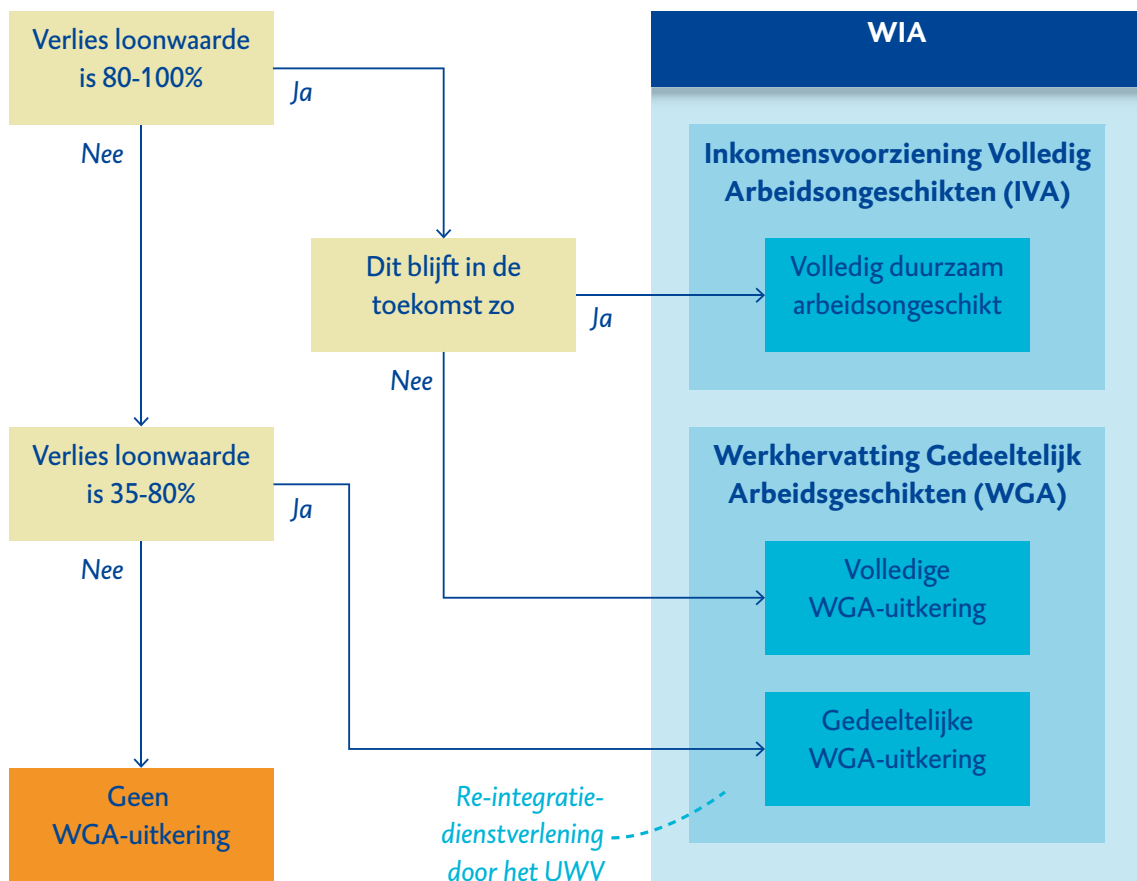 Verlies loonwaarde
is 80-100%
Ja
Nee
Dit blijft in de
toekomst zo
Ja
Nee
Verlies loonwaarde
is 35-80%
Ja
Nee
Geen
WGA-uitkering
WIA
Inkomensvoorziening Volledig
Arbeidsongeschikten (IVA)
Volledig duurzaam
arbeidsongeschikt
Werkhervatting Gedeeltelijk
Arbeidsgeschikten (WGA)
Volledige
WGA-uitkering
Gedeeltelijke
WGA-uitkering
Re-integratie-
dienstverlening
door het UWV